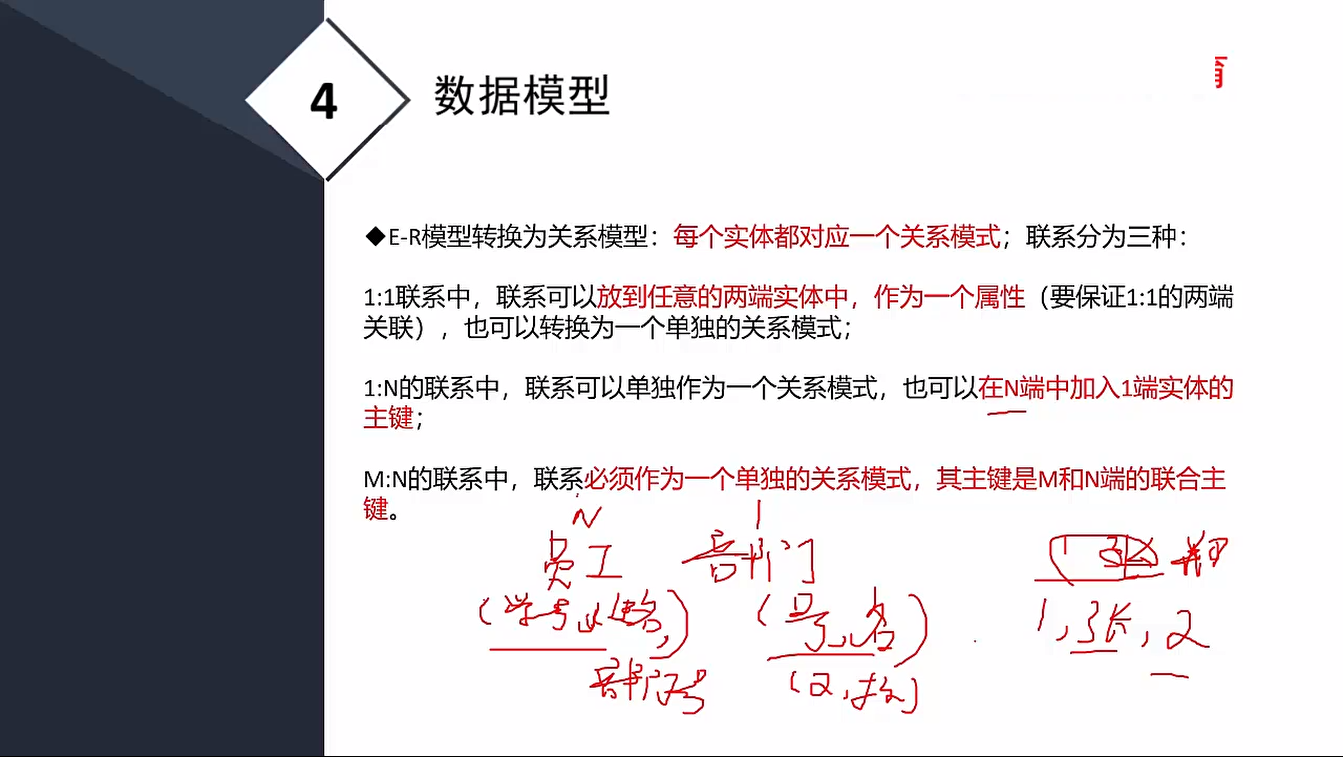 4
数据模型
育
◆E-R模型转换为关系模型：每个实体都对应一个关系模式；联系分为三种：
1:1联系中，联系可以放到任意的两端实体中，作为一个属性（要保证1:1的两端
关联），也可以转换为一个单独的关系模式；
1:N的联系中，联系可以单独作为一个关系模式，也可以在N端中加入1端实体的
主键；
M:N的联系中，联系必须作为一个单独的关系模式，其主键是M和N端的联合主
键。
N 1
员工 部门
(学号, 姓名,) (号, 名)
1, 张, 2
部门号